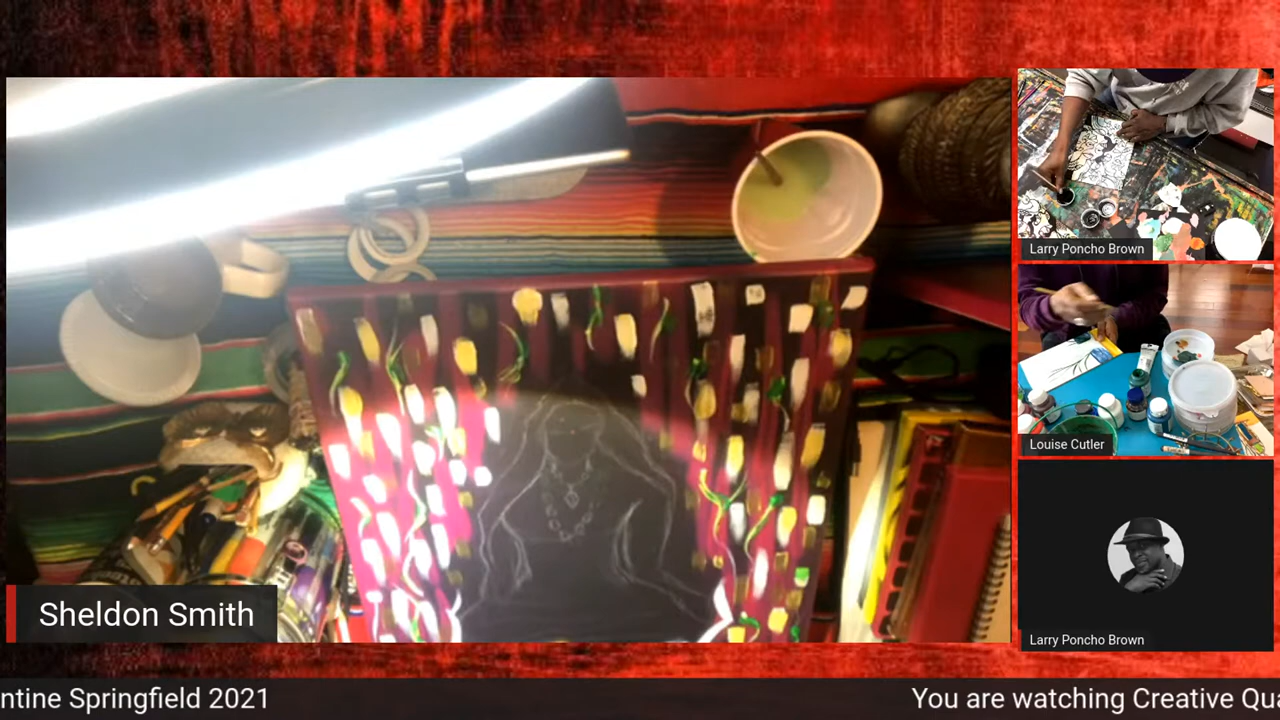 Larry Poncho Brown
Louise Cutler
Sheldon Smith
Larry Poncho Brown
ntine Springfield 2021
You are watching Creative Qua